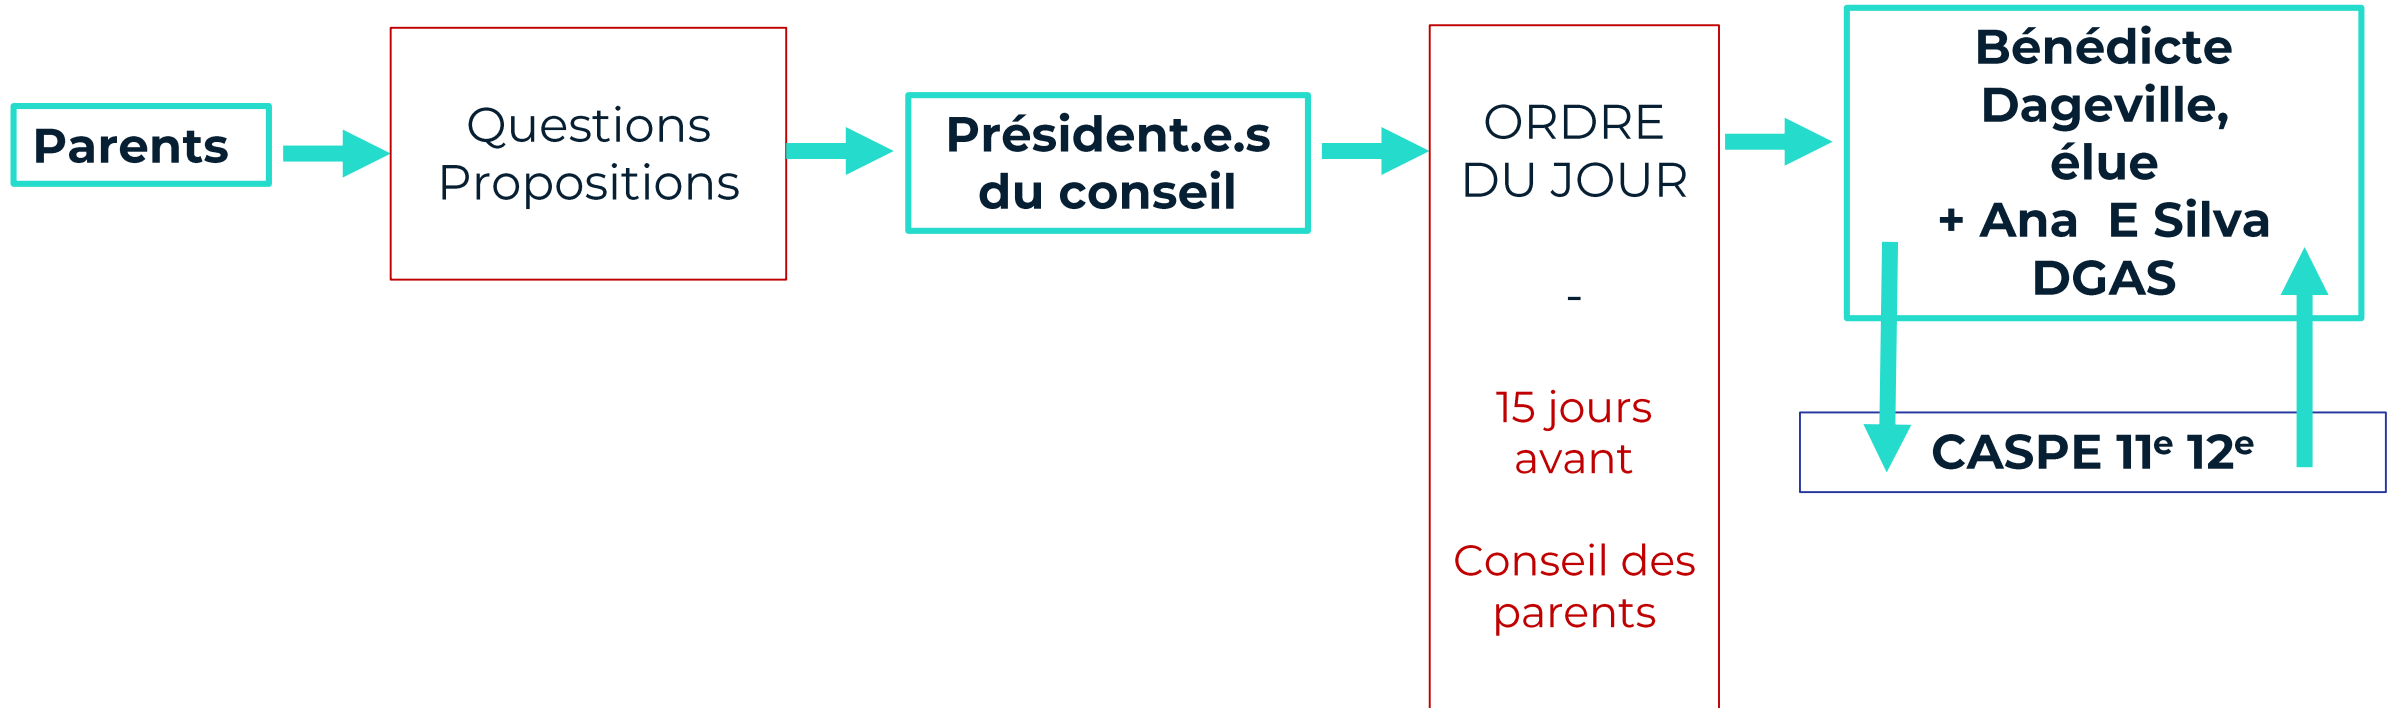 Parents
Questions
Propositions
Président.e.s
du conseil
ORDRE
DU JOUR
-
15 jours
avant
Conseil des
parents
Bénédicte
Dageville,
élue
+ Ana  E Silva
DGAS
CASPE 11ᵉ 12ᵉ